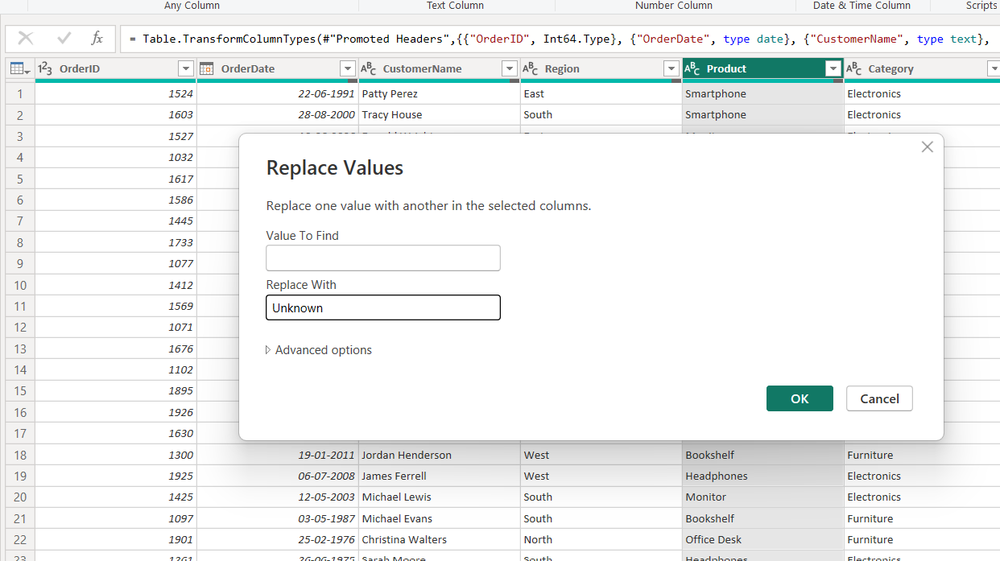 Any Column Text Column Number Column Date & Time Column Scripts
fx = Table.TransformColumnTypes(#"Promoted Headers",{{"OrderID", Int64.Type}, {"OrderDate", type date}, {"CustomerName", type text},
123 OrderID OrderDate ABC CustomerName ABC Region ABC Product ABC Category
1 1524 22-06-1991 Patty Perez East Smartphone Electronics
2 1603 28-08-2000 Tracy House South Smartphone Electronics
3 1527
4 1032
5 1617
6 1586
7 1445
8 1733
9 1077
10 1412
11 1569
12 1071
13 1676
14 1102
15 1895
16 1926
17 1630
Replace Values
Replace one value with another in the selected columns.
Value To Find
Replace With
Unknown
Advanced options
OK Cancel
18 1300 19-01-2011 Jordan Henderson West Bookshelf Furniture
19 1925 06-07-2008 James Ferrell West Headphones Electronics
20 1425 12-05-2003 Michael Lewis South Monitor Electronics
21 1097 03-05-1987 Michael Evans South Bookshelf Furniture
22 1901 25-02-1976 Christina Walters North Office Desk Furniture
23 1261 26-06-1975 Sarah Moore South Headphones Electronics